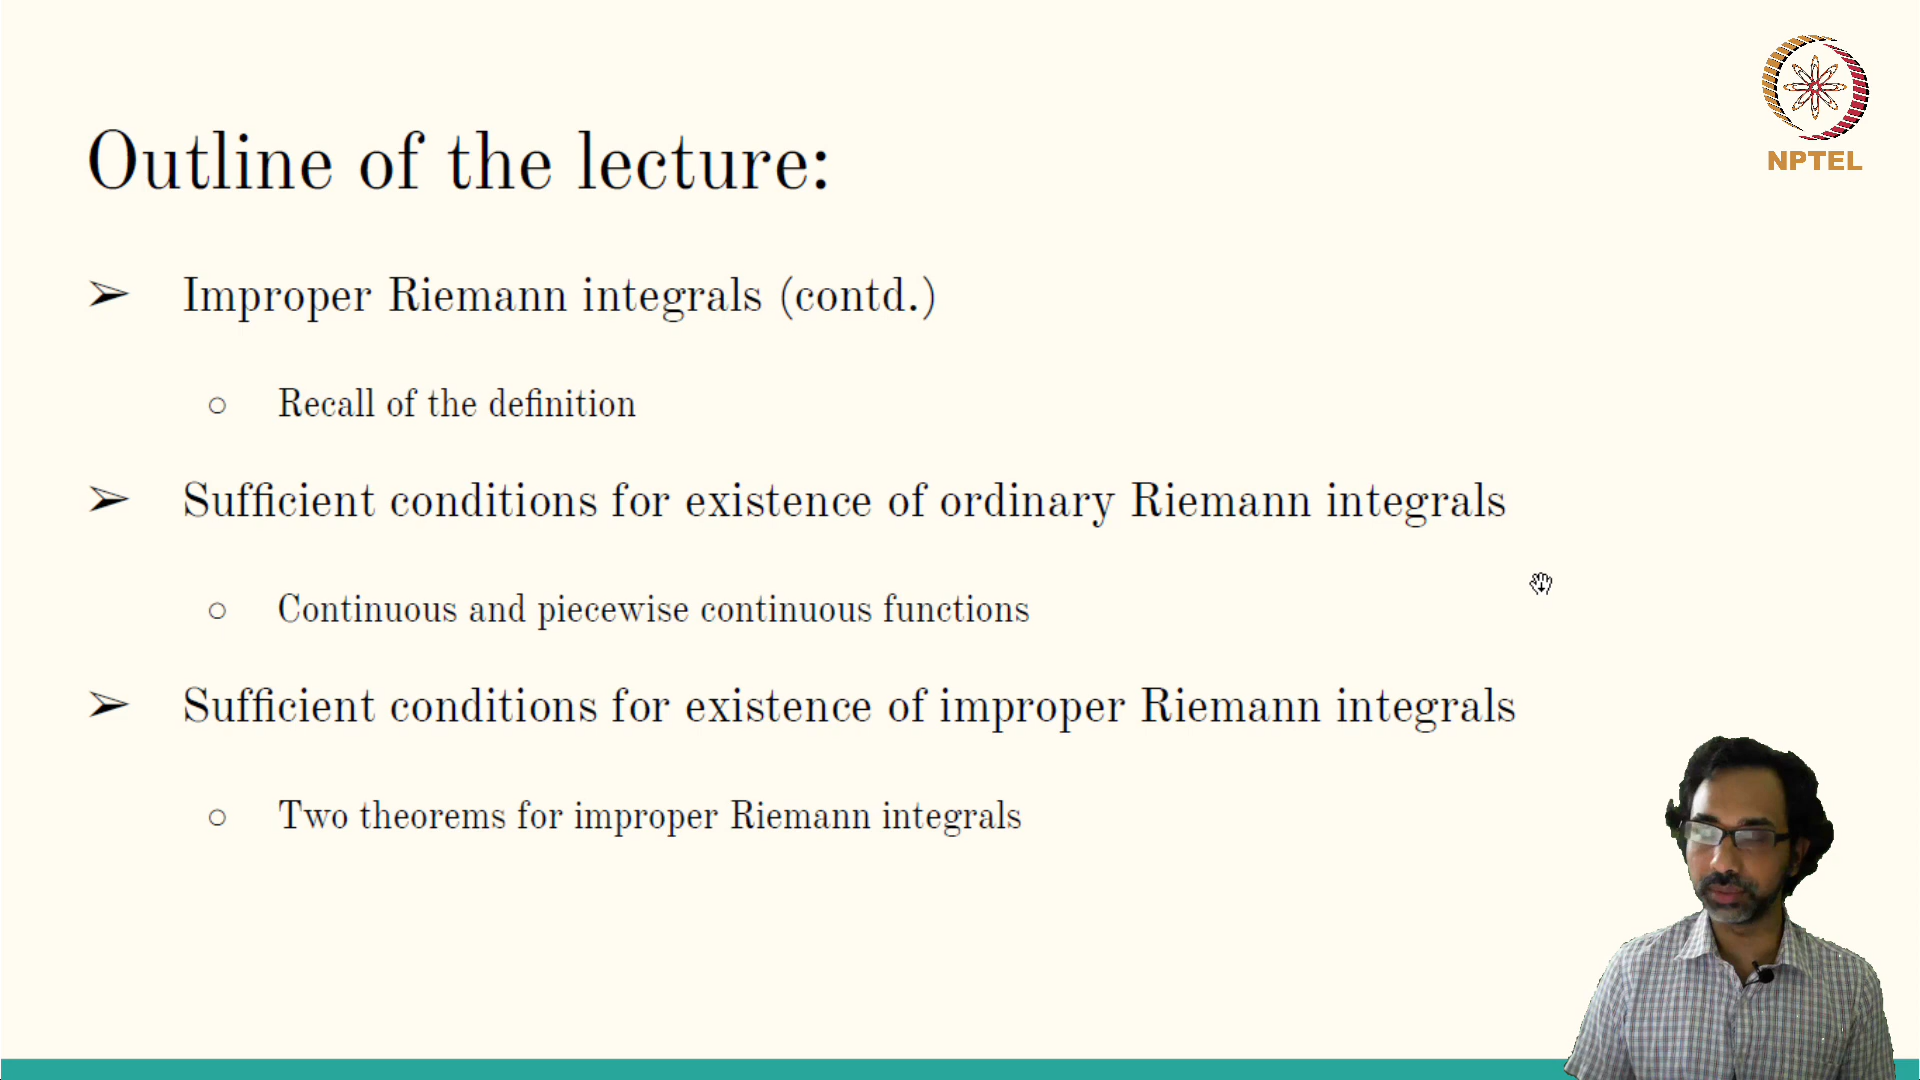 NPTEL
Outline of the lecture:
➢ Improper Riemann integrals (contd.)
○ Recall of the definition
➢ Sufficient conditions for existence of ordinary Riemann integrals
○ Continuous and piecewise continuous functions
➢ Sufficient conditions for existence of improper Riemann integrals
○ Two theorems for improper Riemann integrals